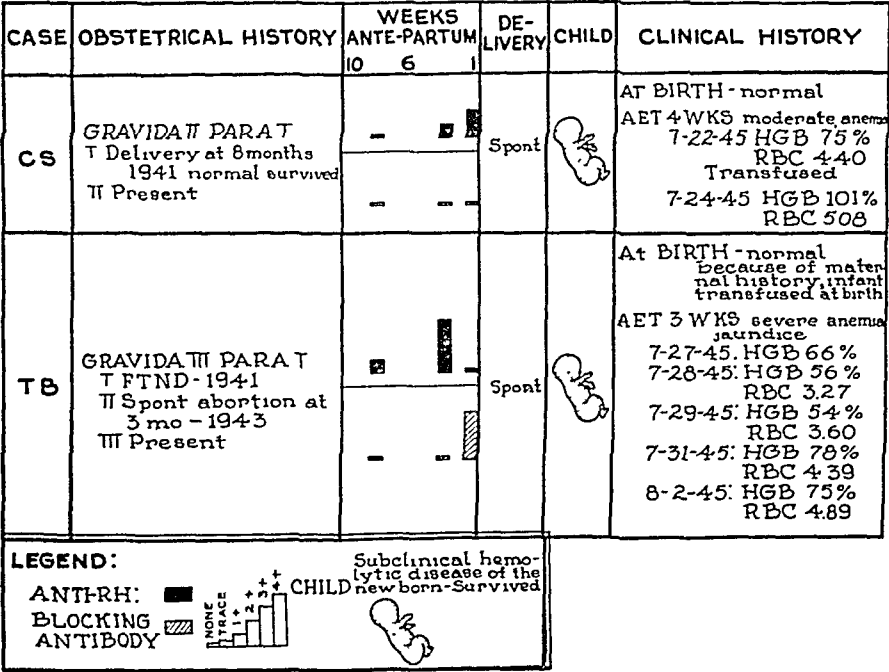 CASE
OBSTETRICAL HISTORY
WEEKS
ANTE-PARTUM
10 6 1
DE-
LIVERY
CHILD
CLINICAL HISTORY
CS
GRAVIDA II PARA I
I Delivery at 8 months
1941 normal survived
II Present
Spont
AT BIRTH - normal
AET 4 WKS moderate anemia
7-22-45 HGB 75%
RBC 4.40
Transfused
7-24-45 HGB 101%
RBC 508
TB
GRAVIDA III PARA I
I FTND - 1941
II Spont abortion at
3 mo - 1943
III Present
Spont
At BIRTH - normal
because of mater
nal history, infant
transfused at birth
AET 3 WKS severe anemia
jaundice
7-27-45: HGB 66%
7-28-45: HGB 56%
RBC 3.27
7-29-45: HGB 54%
RBC 3.60
7-31-45: HGB 78%
RBC 4.39
8-2-45: HGB 75%
RBC 4.89
LEGEND:
ANTI-RH:
BLOCKING
ANTIBODY
NONE
TRACE
1+
2+
3+
4+
CHILD
Subclinical hemo-
lytic disease of the
newborn-Survived